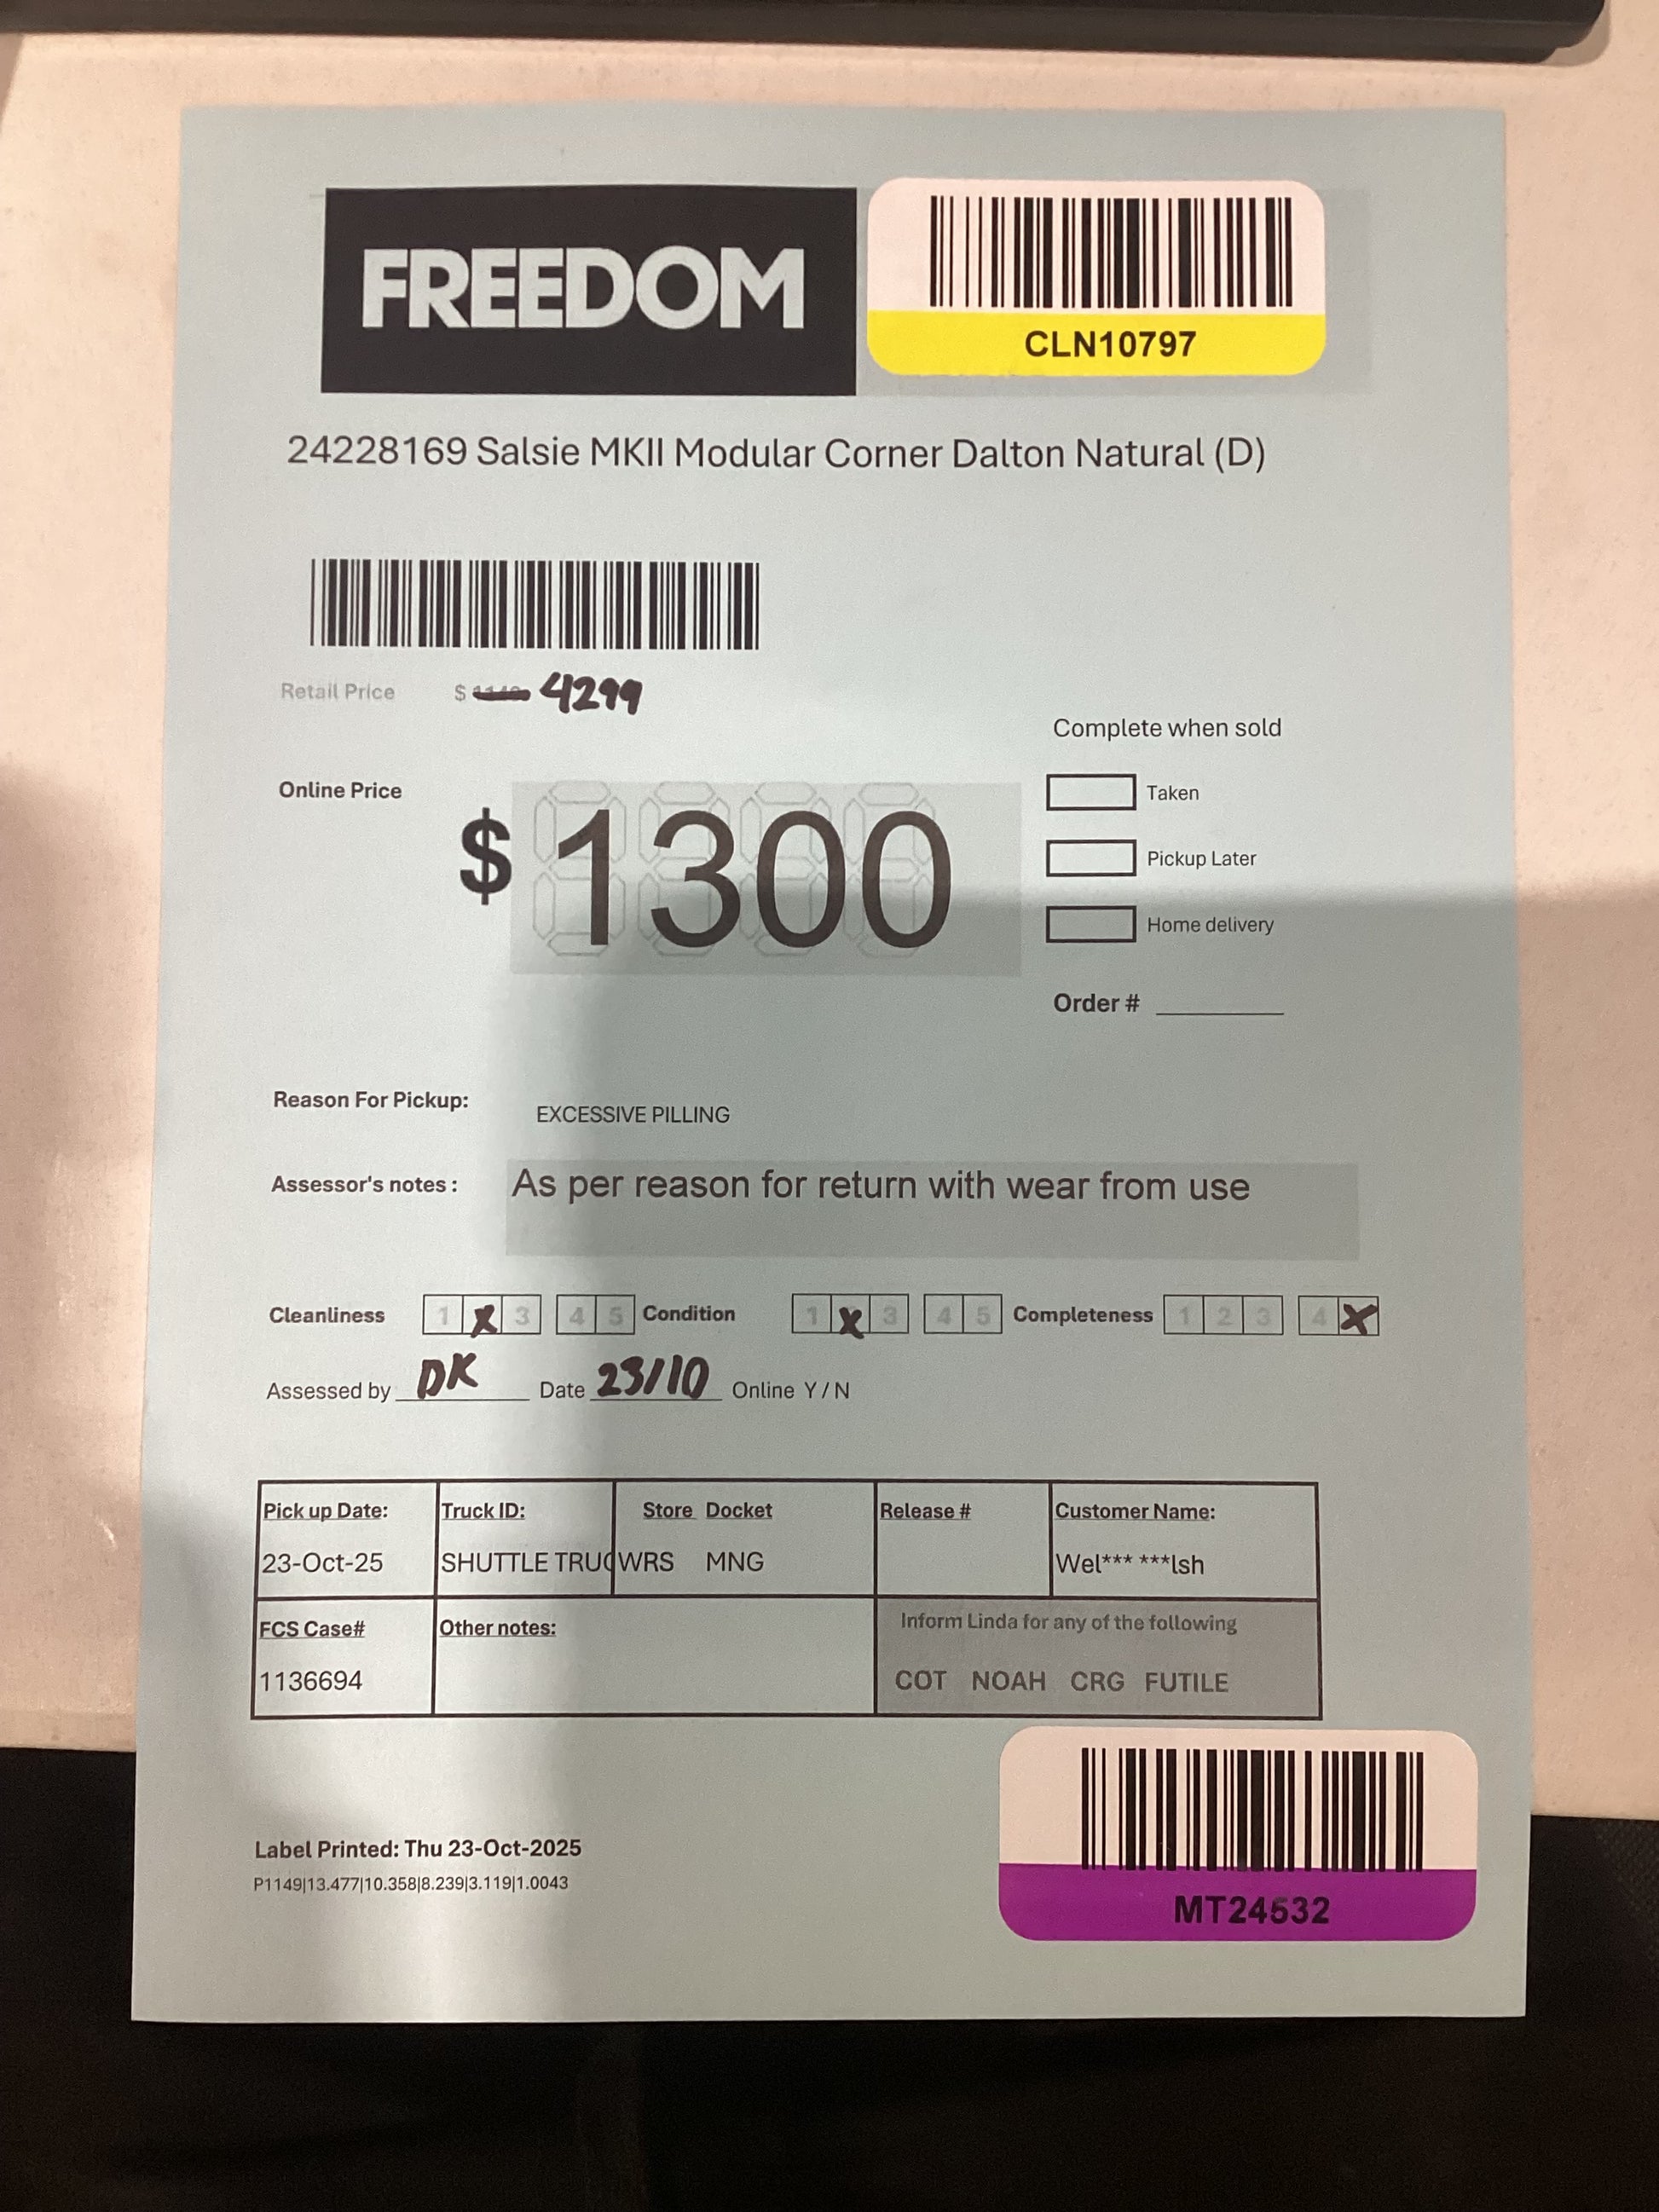 FREEDOM
CLN10797
24228169 Salsie MKII Modular Corner Dalton Natural (D)
Retail Price $ 4299
Complete when sold
Online Price $ 1300
Taken
Pickup Later
Home delivery
Order #
Reason For Pickup: EXCESSIVE PILLING
Assessor's notes : As per reason for return with wear from use
Cleanliness 1 X 3 4 5 Condition 1 X 3 4 5 Completeness 1 2 3 4 X
Assessed by DK Date 23/10 Online Y / N
Pick up Date: Truck ID: Store Docket Release # Customer Name:
23-Oct-25 SHUTTLE TRUC WRS MNG Wel*** ***lsh
FCS Case# Other notes: Inform Linda for any of the following
1136694 COT NOAH CRG FUTILE
Label Printed: Thu 23-Oct-2025
P1149|13.477|10.358|8.239|3.119|1.0043
MT24532